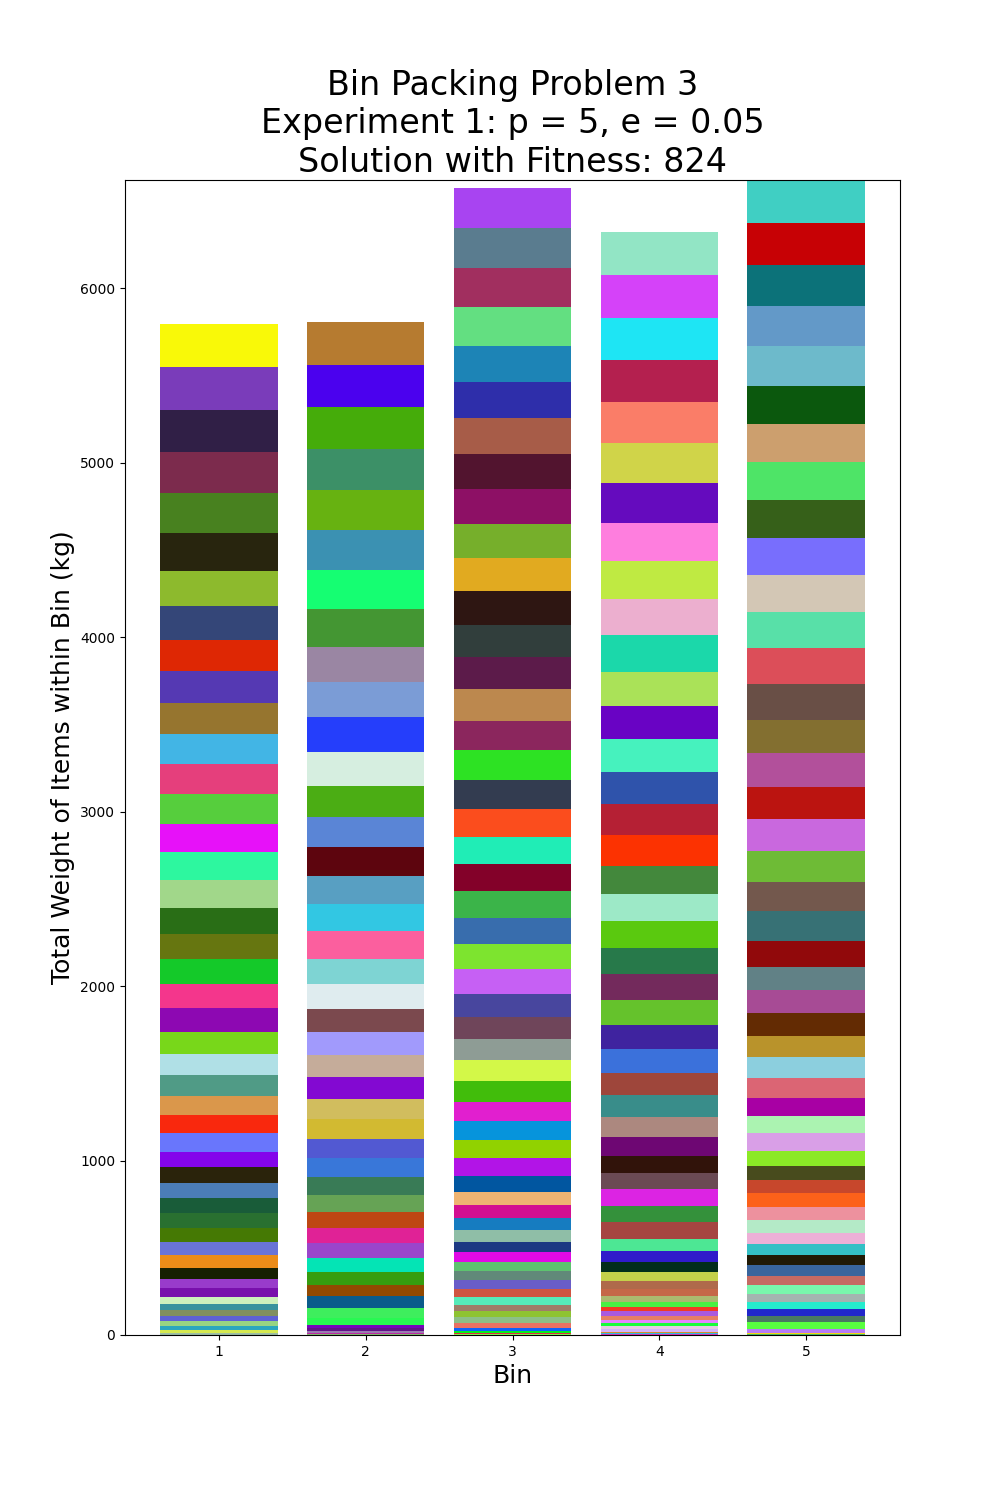 Bin Packing Problem 3
Experiment 1: p = 5, e = 0.05
Solution with Fitness: 824
Total Weight of Items within Bin (kg)
6000
5000
4000
3000
2000
1000
0
1 2 3 4 5
Bin